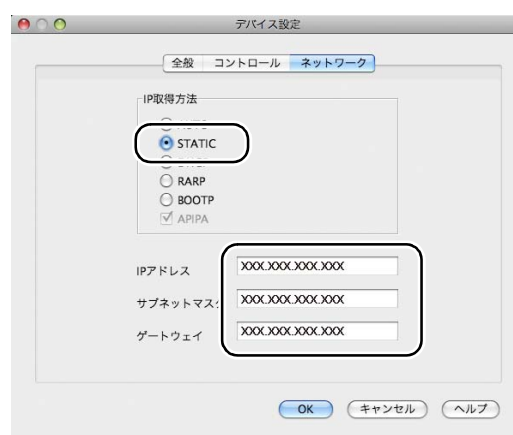 デバイス設定
全般 コントロール ネットワーク
IP取得方法
STATIC
RARP
BOOTP
APIPA
IPアドレス XXX.XXX.XXX.XXX
サブネットマスク XXX.XXX.XXX.XXX
ゲートウェイ XXX.XXX.XXX.XXX
OK キャンセル ヘルプ